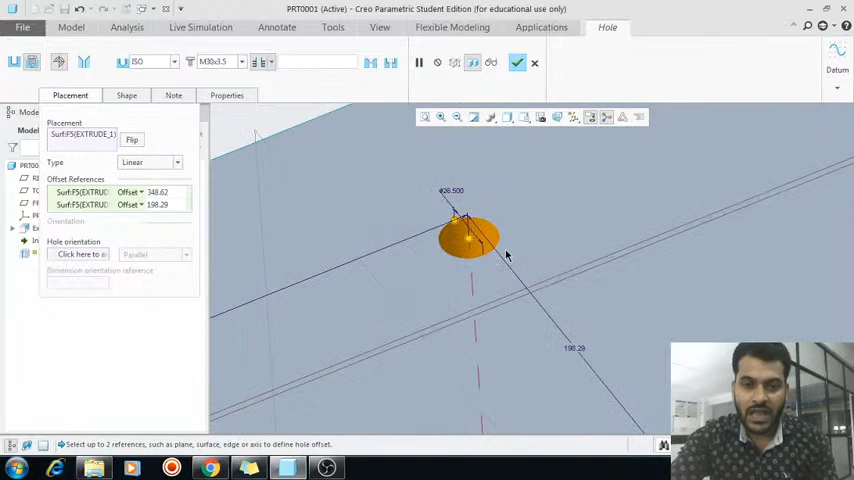 PRT0001 (Active) - Creo Parametric Student Edition (for educational use only)
File Model Analysis Live Simulation Annotate Tools View Flexible Modeling Applications Hole
ISO M30x3.5
Datum
Placement Shape Note Properties
Mode
Placement
Surf:F5(EXTRUDE_1) Flip
Type Linear
Offset References
Surf:F5(EXTRUD Offset 348.62
Surf:F5(EXTRUD Offset 198.29
Orientation
Hole orientation
Click here to a Parallel
Dimension orientation reference
PRT00
TO
In
198.29
Select up to 2 references, such as plane, surface, edge or axis to define hole offset.